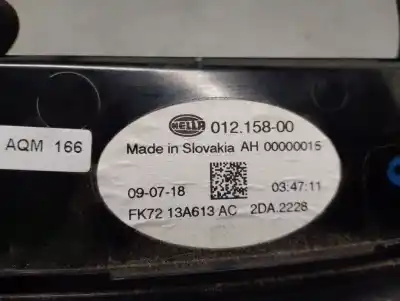 HELLA 012.158-00
Made in Slovakia AH 00000015
AQM 166
09-07-18 03:47:11
FK72 13A613 AC 2DA.2228